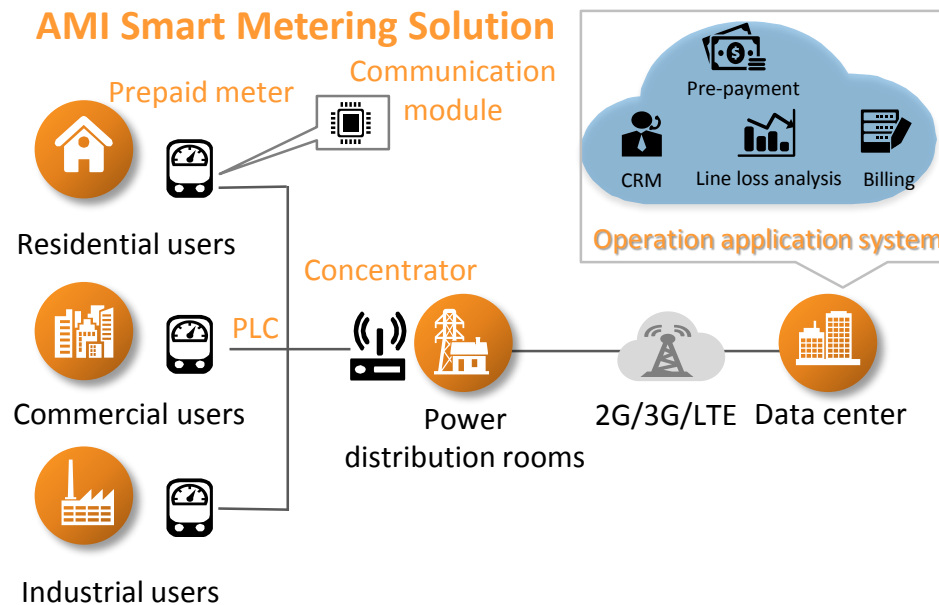 AMI Smart Metering Solution
Prepaid meter
Communication
module
Pre-payment
CRM
Line loss analysis
Billing
Operation application system
Residential users
Concentrator
PLC
Commercial users
Power
distribution rooms
2G/3G/LTE
Data center
Industrial users